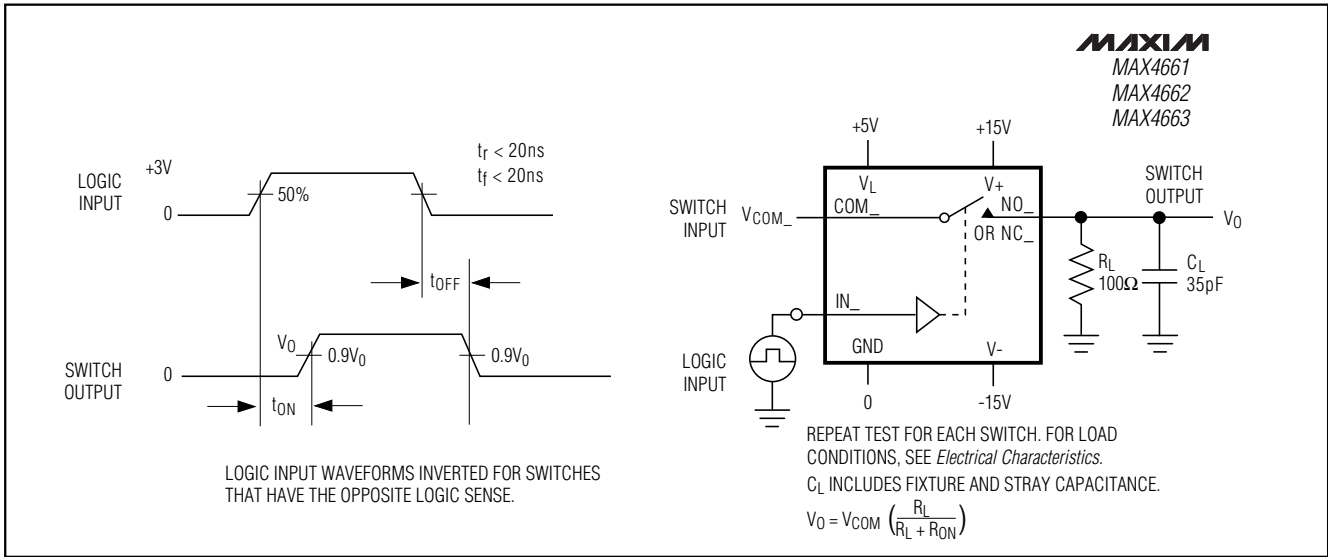 MAXIM
MAX4661
MAX4662
MAX4663
LOGIC
INPUT
+3V
0
50%
tr < 20ns
tf < 20ns
tOFF
SWITCH
OUTPUT
VO
0
0.9V0
0.9V0
tON
LOGIC INPUT WAVEFORMS INVERTED FOR SWITCHES
THAT HAVE THE OPPOSITE LOGIC SENSE.
+5V
+15V
VL
V+
SWITCH
INPUT
VCOM_
COM_
NO_
OR NC_
SWITCH
OUTPUT
VO
RL
100Ω
CL
35pF
IN_
LOGIC
INPUT
GND
V-
0
-15V
REPEAT TEST FOR EACH SWITCH. FOR LOAD
CONDITIONS, SEE Electrical Characteristics.
CL INCLUDES FIXTURE AND STRAY CAPACITANCE.
VO = VCOM (RL / RL + RON)